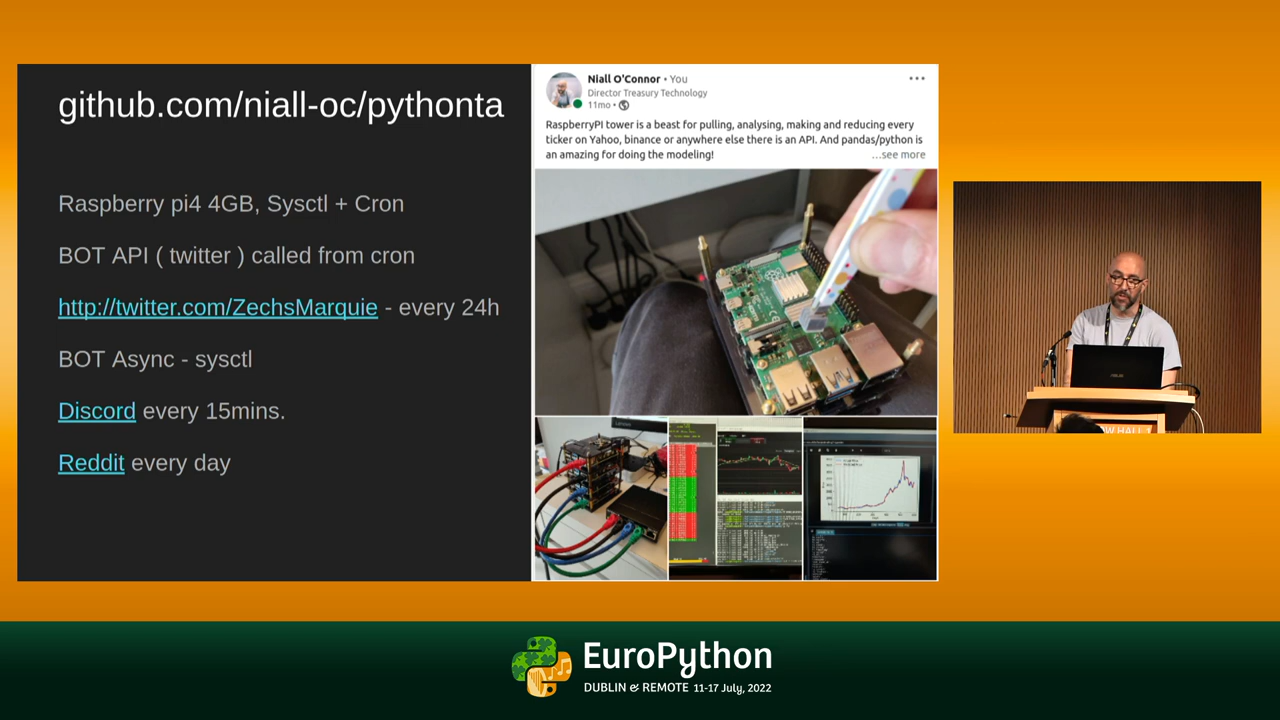 github.com/niall-oc/pythonta
Raspberry pi4 4GB, Sysctl + Cron
BOT API ( twitter ) called from cron
http://twitter.com/ZechsMarquie - every 24h
BOT Async - sysctl
Discord every 15mins.
Reddit every day
Niall O'Connor • You
Director Treasury Technology
11mo •
RaspberryPI tower is a beast for pulling, analysing, making and reducing every
ticker on Yahoo, binance or anywhere else there is an API. And pandas/python is
an amazing for doing the modeling!
...see more
EuroPython
DUBLIN & REMOTE 11-17 July, 2022